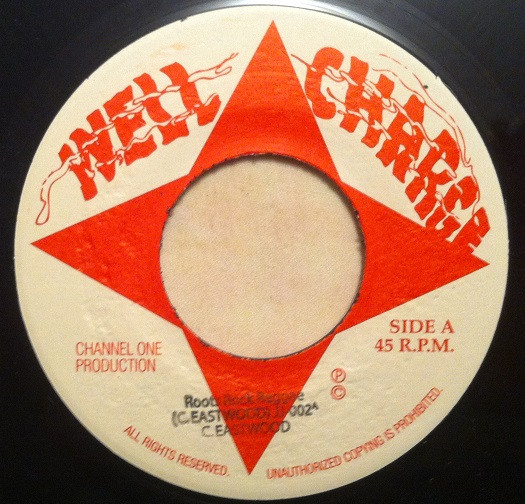 WELL CHARGE
SIDE A
45 R.P.M.
CHANNEL ONE
PRODUCTION
Roots Rock Reggae
(C. EASTWOOD)
C. EASTWOOD
℗
©
ALL RIGHTS RESERVED.
UNAUTHORIZED COPYING IS PROHIBITED.